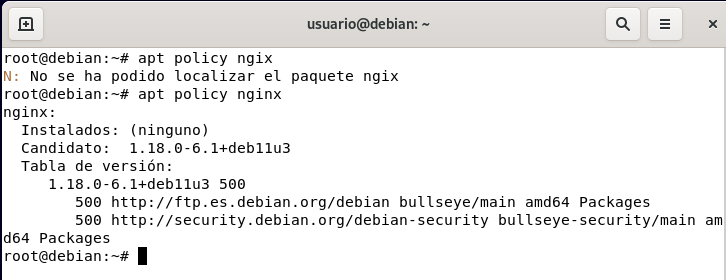 usuario@debian: ~
root@debian:~# apt policy ngix
N: No se ha podido localizar el paquete ngix
root@debian:~# apt policy nginx
nginx:
  Instalados: (ninguno)
  Candidato:  1.18.0-6.1+deb11u3
  Tabla de versión:
     1.18.0-6.1+deb11u3 500
        500 http://ftp.es.debian.org/debian bullseye/main amd64 Packages
        500 http://security.debian.org/debian-security bullseye-security/main am
d64 Packages
root@debian:~#